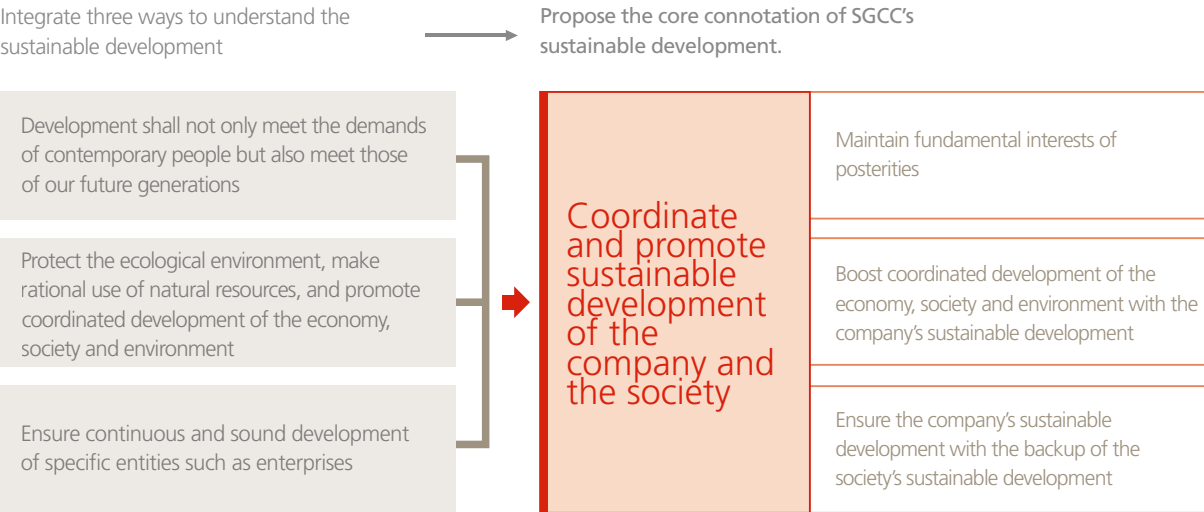 Integrate three ways to understand the
sustainable development
Propose the core connotation of SGCC's
sustainable development.
Development shall not only meet the demands
of contemporary people but also meet those
of our future generations
Protect the ecological environment, make
rational use of natural resources, and promote
coordinated development of the economy,
society and environment
Ensure continuous and sound development
of specific entities such as enterprises
Coordinate
and promote
sustainable
development
of the
company and
the society
Maintain fundamental interests of
posterities
Boost coordinated development of the
economy, society and environment with the
company's sustainable development
Ensure the company's sustainable
development with the backup of the
society's sustainable development